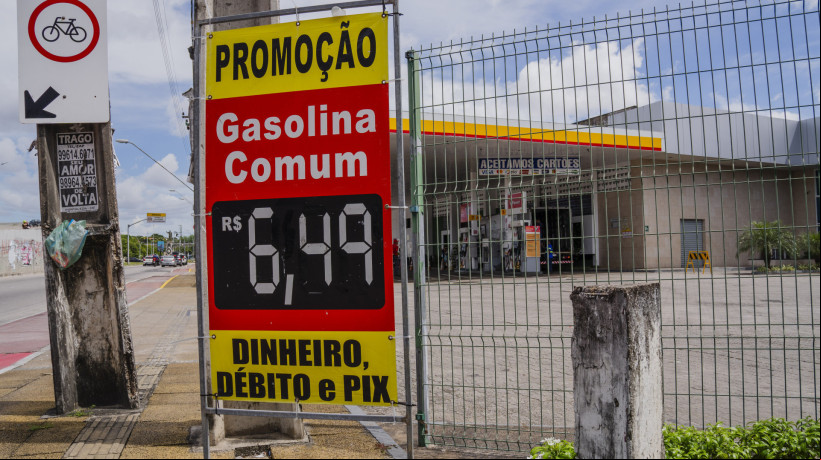 PROMOÇÃO
Gasolina
Comum
R$ 6,49
DINHEIRO,
DÉBITO e PIX
TRAGO
SEU
AMOR
DE
VOLTA
ACEITAMOS CARTÕES